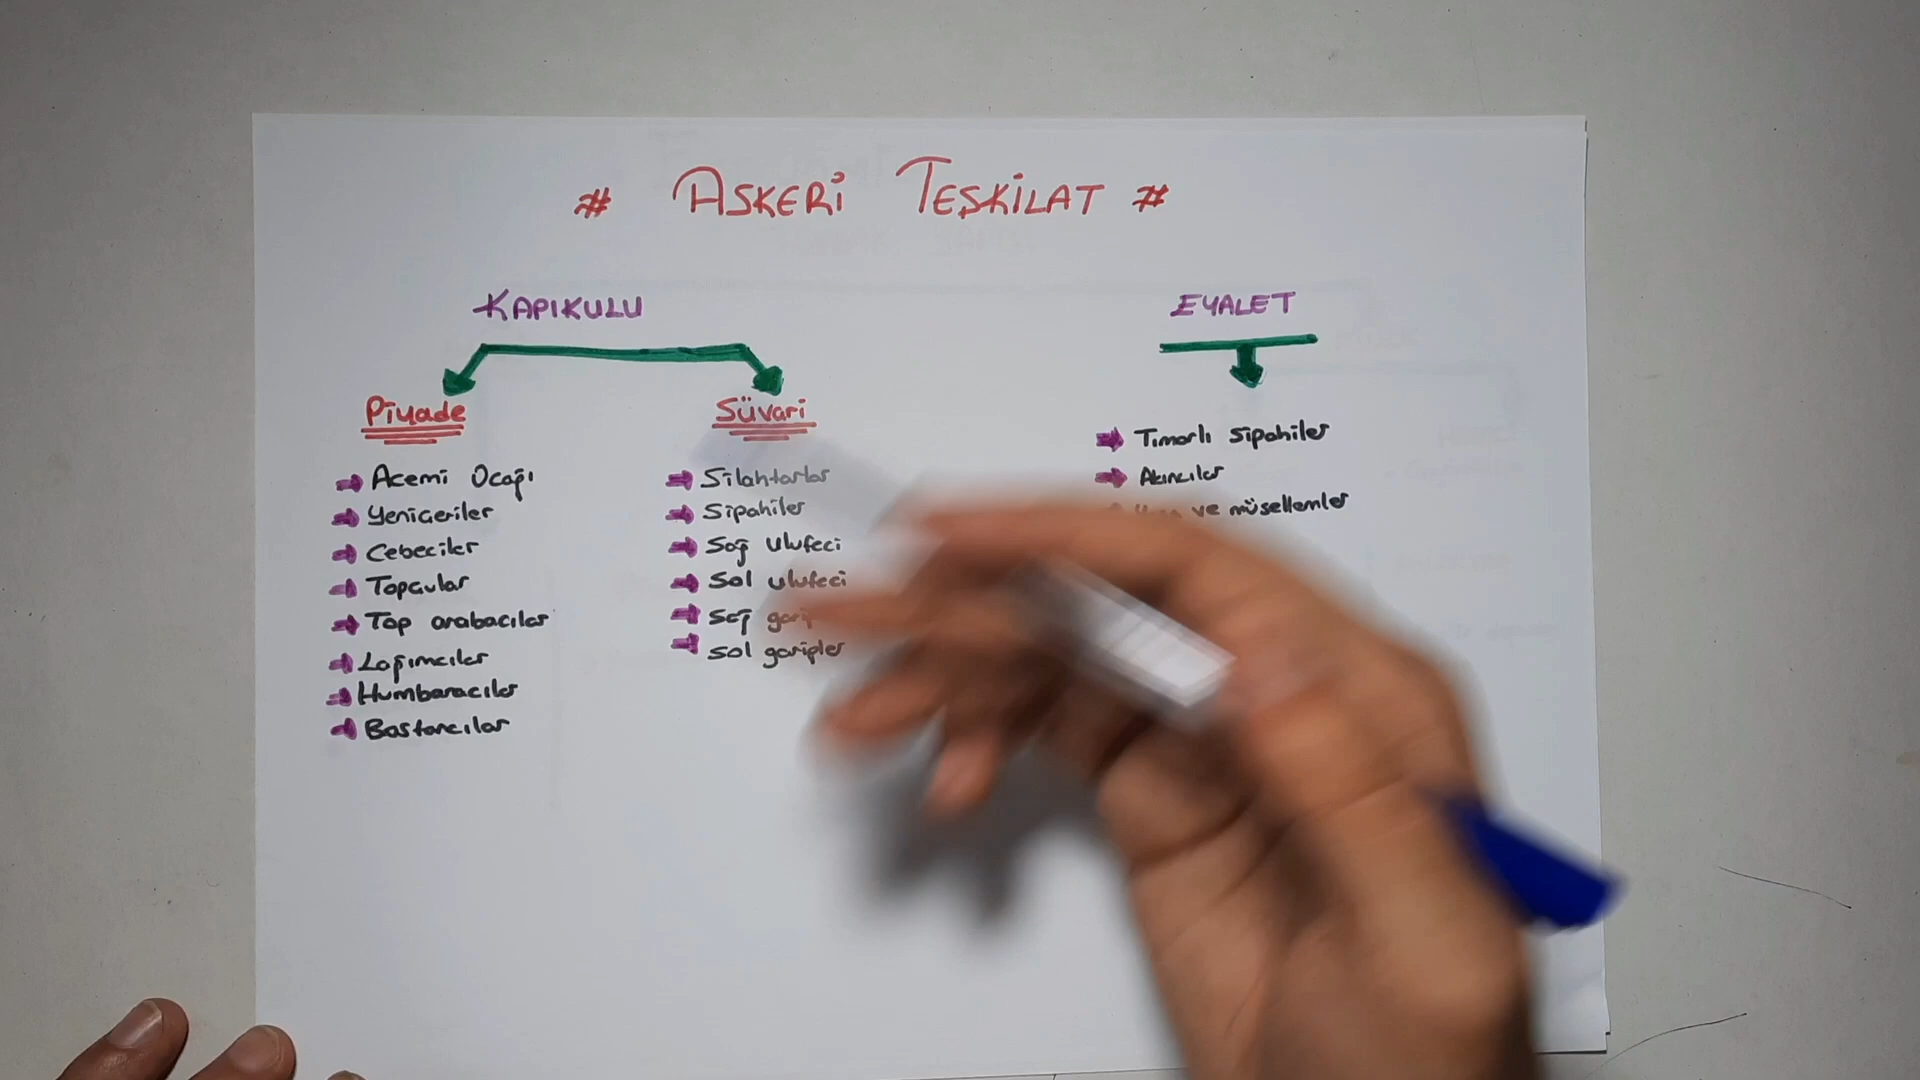 # ASKERİ TEŞKİLAT #
KAPIKULU
Piyade
Acemi Ocağı
Yeniçeriler
Cebeciler
Topçular
Top arabacılar
Lağımcılar
Humbaracılar
Bostancılar
Süvari
Silahtarlar
Sipahiler
Sağ ulufeci
Sol ulufeci
Sağ
Sol garipler
EYALET
Tımarlı Sipahiler
Akıncılar
ve müsellemler